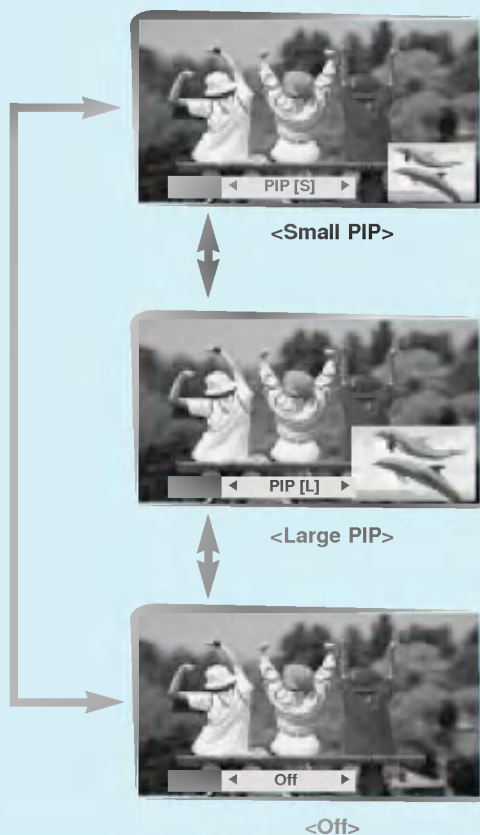 PIP [S]
<Small PIP>
PIP [L]
<Large PIP>
Off
<Off>